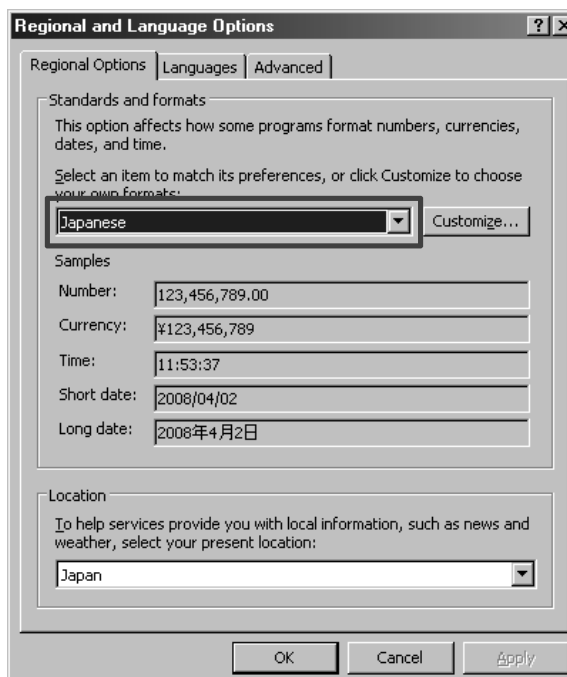 Regional and Language Options
Regional Options Languages Advanced
Standards and formats
This option affects how some programs format numbers, currencies,
dates, and time.
Select an item to match its preferences, or click Customize to choose
your own formats:
Japanese Customize...
Samples
Number: 123,456,789.00
Currency: ¥123,456,789
Time: 11:53:37
Short date: 2008/04/02
Long date: 2008年4月2日
Location
To help services provide you with local information, such as news and
weather, select your present location:
Japan
OK Cancel Apply